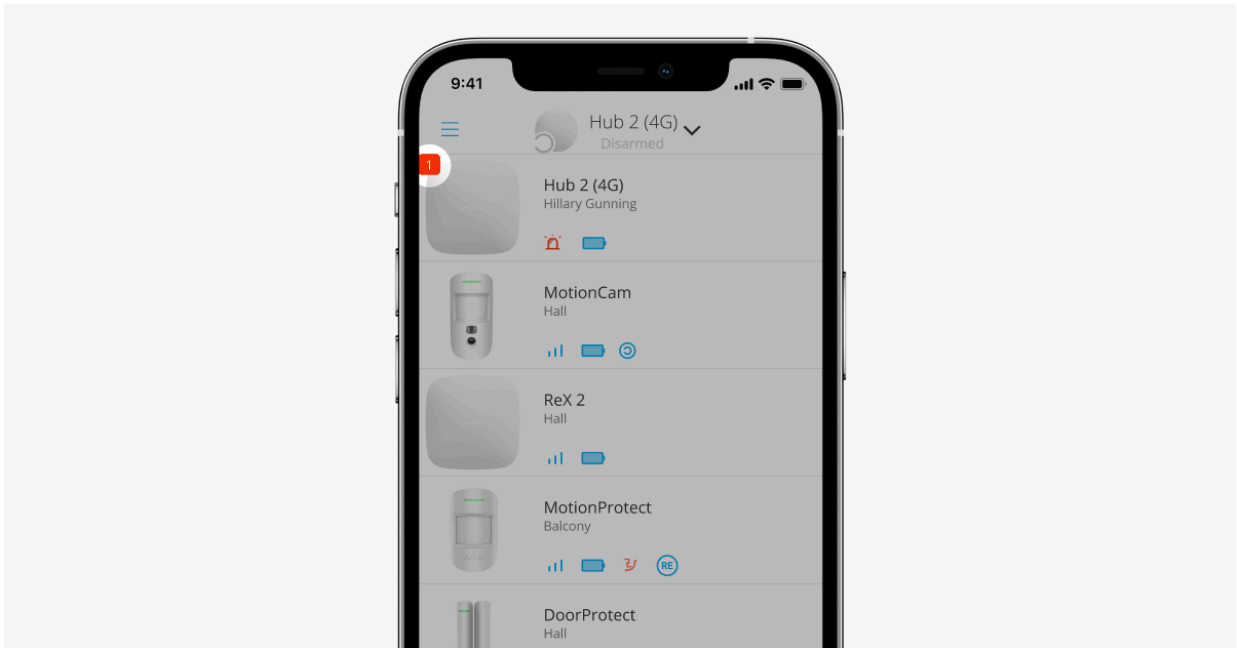 9:41
Hub 2 (4G)
Disarmed
1
Hub 2 (4G)
Hillary Gunning
MotionCam
Hall
ReX 2
Hall
MotionProtect
Balcony
RE
DoorProtect
Hall